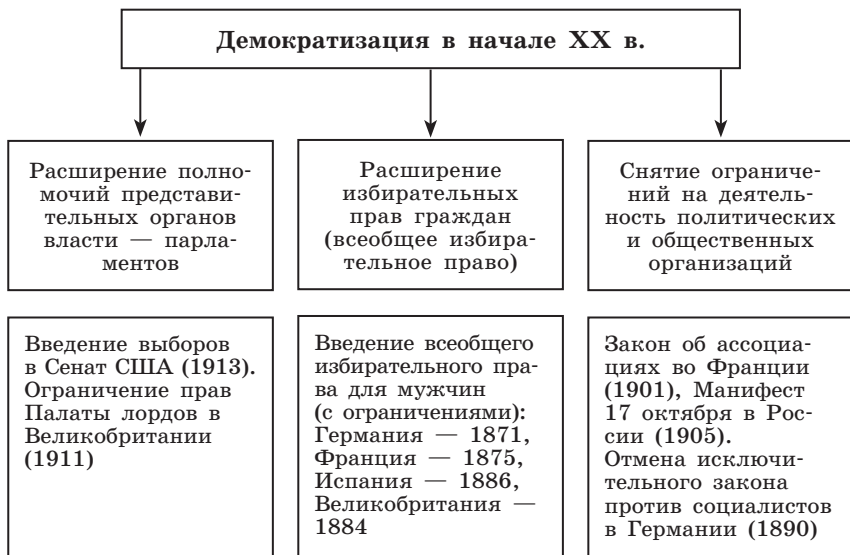 Демократизация в начале XX в.
Расширение полно-
мочий представи-
тельных органов
власти — парла-
ментов
Расширение
избирательных
прав граждан
(всеобщее избира-
тельное право)
Снятие ограниче-
ний на деятель-
ность политических
и общественных
организаций
Введение выборов
в Сенат США (1913).
Ограничение прав
Палаты лордов в
Великобритании
(1911)
Введение всеобщего
избирательного пра-
ва для мужчин
(с ограничениями):
Германия — 1871,
Франция — 1875,
Испания — 1886,
Великобритания —
1884
Закон об ассоциа-
циях во Франции
(1901), Манифест
17 октября в Рос-
сии (1905).
Отмена исключи-
тельного закона
против социалистов
в Германии (1890)